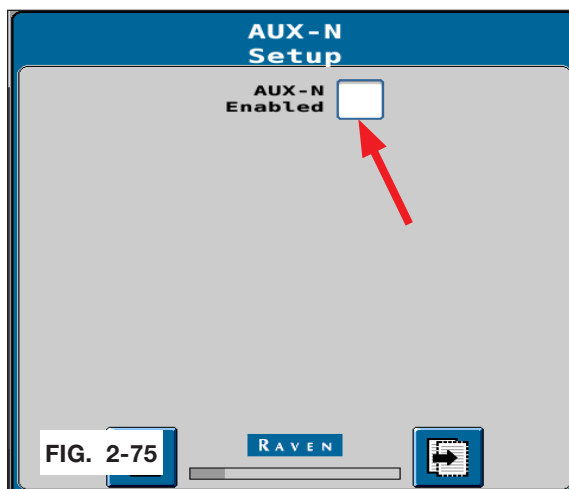 AUX-N
Setup
AUX-N
Enabled
FIG. 2-75
RAVEN